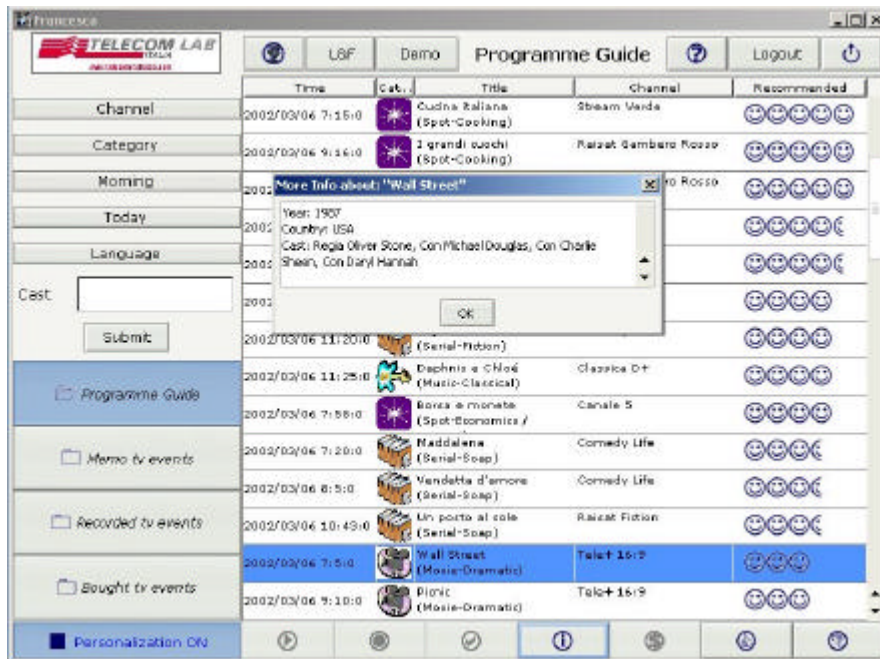 Francesca
TELECOM LAB
ITALIA
L&F
Demo
Programme Guide
Logout
Channel
Category
Morning
Today
Language
Cast
Submit
Programme Guide
Memo tv events
Recorded tv events
Bought tv events
Personalization ON
Time Cat.. Title Channel Recommended
2002/03/06 7:15:0 Cucina Italiana Stream Verde
(Spot-Cooking)
2002/03/06 9:16:0 I grandi cuochi Raisat Gambero Rosso
(Spot-Cooking)
2002 o Rosso
2002
2002
2002
More Info about: "Wall Street"
Year: 1987
Country: USA
Cast: Regia Oliver Stone, Con Michael Douglas, Con Charlie
Sheen, Con Daryl Hannah
OK
2002/03/06 11:20:0 (Serial-Fiction)
2002/03/06 11:25:0 Daphnis e Chloé Classica D+
(Music-Classical)
2002/03/06 7:58:0 Borsa e monete Canale 5
(Spot-Economics /
2002/03/06 7:20:0 Maddalena Comedy Life
(Serial-Soap)
2002/03/06 8:5:0 Vendetta d'amore Comedy Life
(Serial-Soap)
2002/03/06 10:49:0 Un posto al sole Raisat Fiction
(Serial-Soap)
2002/03/06 7:5:0 Wall Street Tele+ 16:9
(Movie-Dramatic)
2002/03/06 9:10:0 Picnic Tele+ 16:9
(Movie-Dramatic)